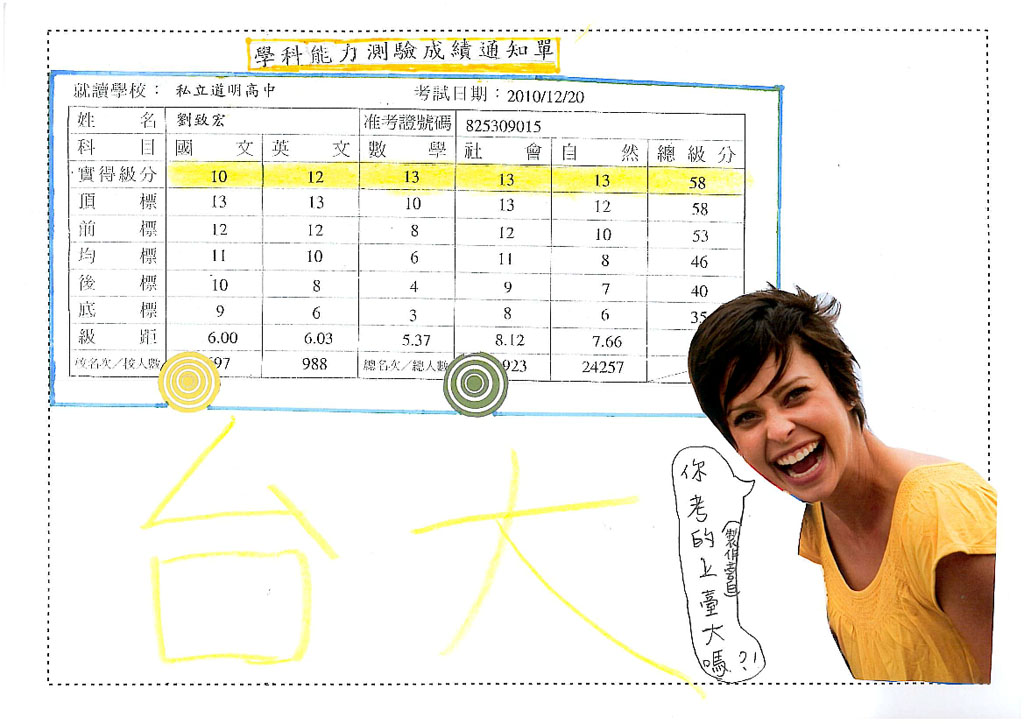 學科能力測驗成績通知單
就讀學校： 私立道明高中 考試日期：2010/12/20
姓名 劉致宏 准考證號碼 825309015
科目 國文 英文 數學 社會 自然 總級分
實得級分 10 12 13 13 13 58
頂標 13 13 10 13 12 58
前標 12 12 8 12 10 53
均標 11 10 6 11 8 46
後標 10 8 4 9 7 40
底標 9 6 3 8 6 35
級距 6.00 6.03 5.37 8.12 7.66
校名次／校人數 697 988 總名次／總人數 923 24257
台大
你考的上臺大嗎?!